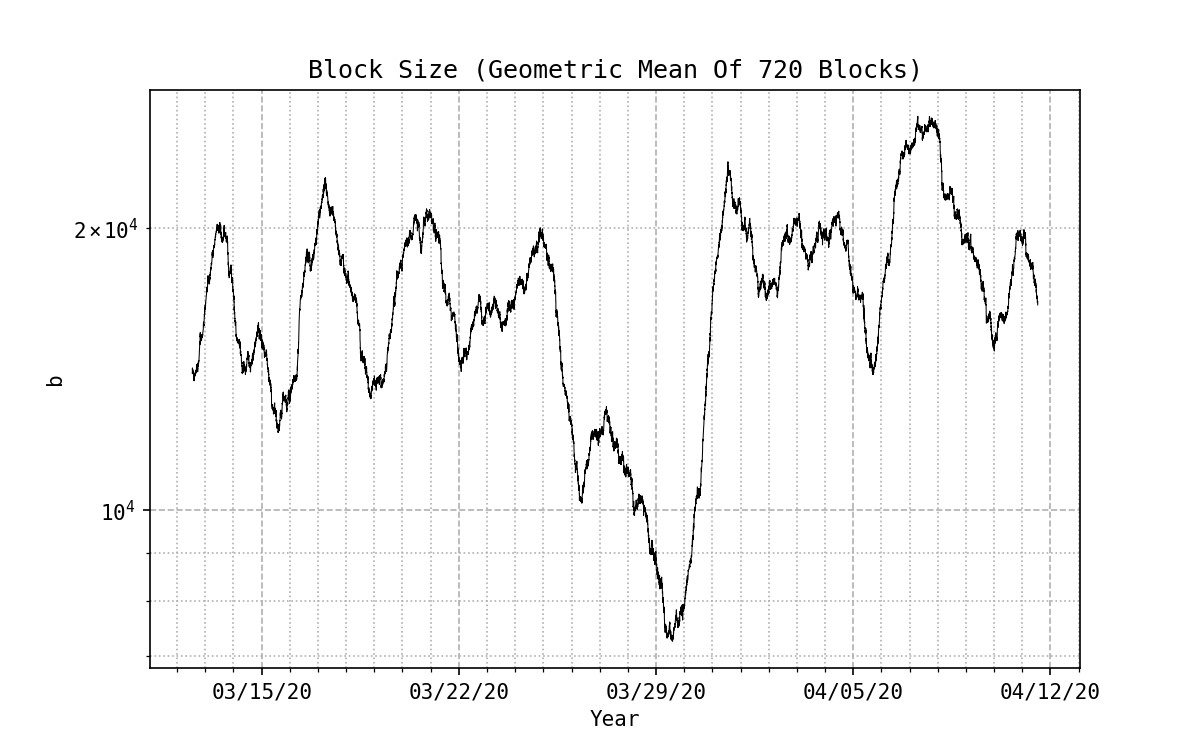 Block Size (Geometric Mean Of 720 Blocks)
2×10⁴
10⁴
b
03/15/20 03/22/20 03/29/20 04/05/20 04/12/20
Year